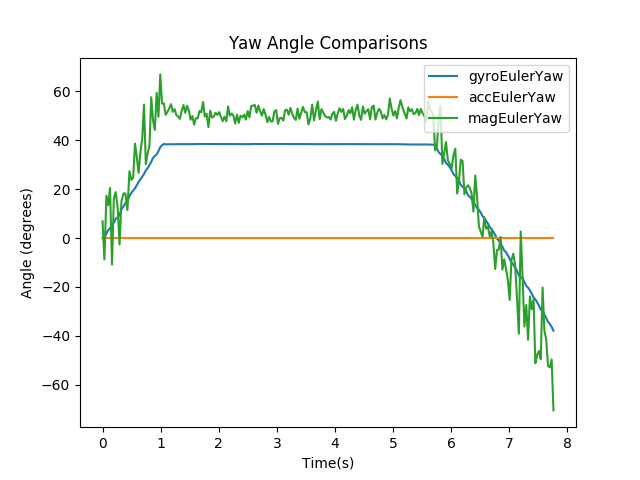 Yaw Angle Comparisons
gyroEulerYaw
accEulerYaw
magEulerYaw
Angle (degrees)
60
40
20
0
−20
−40
−60
0 1 2 3 4 5 6 7 8
Time(s)